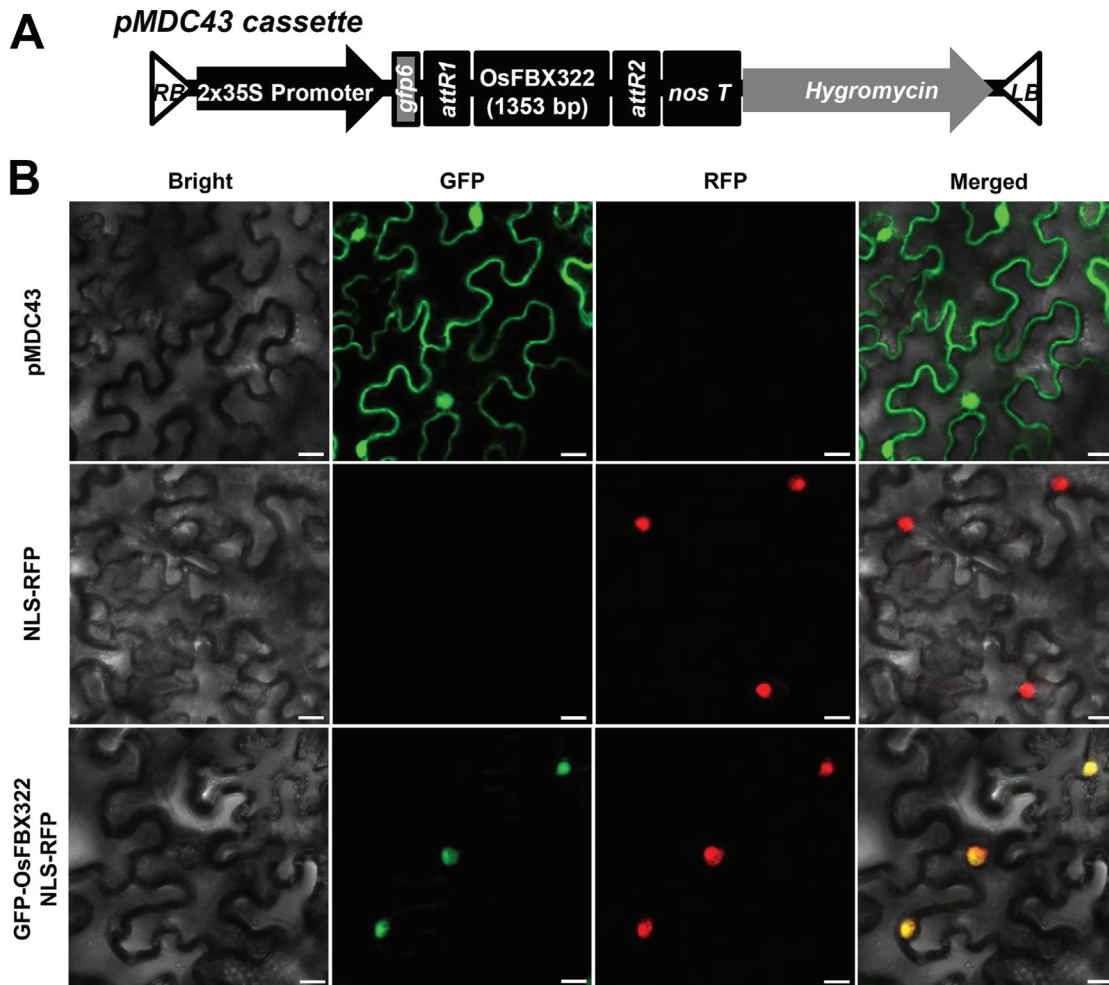 A
pMDC43 cassette
RB
2x35S Promoter
gfp6
attR1
OsFBX322
(1353 bp)
attR2
nos T
Hygromycin
LB
B
Bright GFP RFP Merged
pMDC43
NLS-RFP
GFP-OsFBX322
NLS-RFP